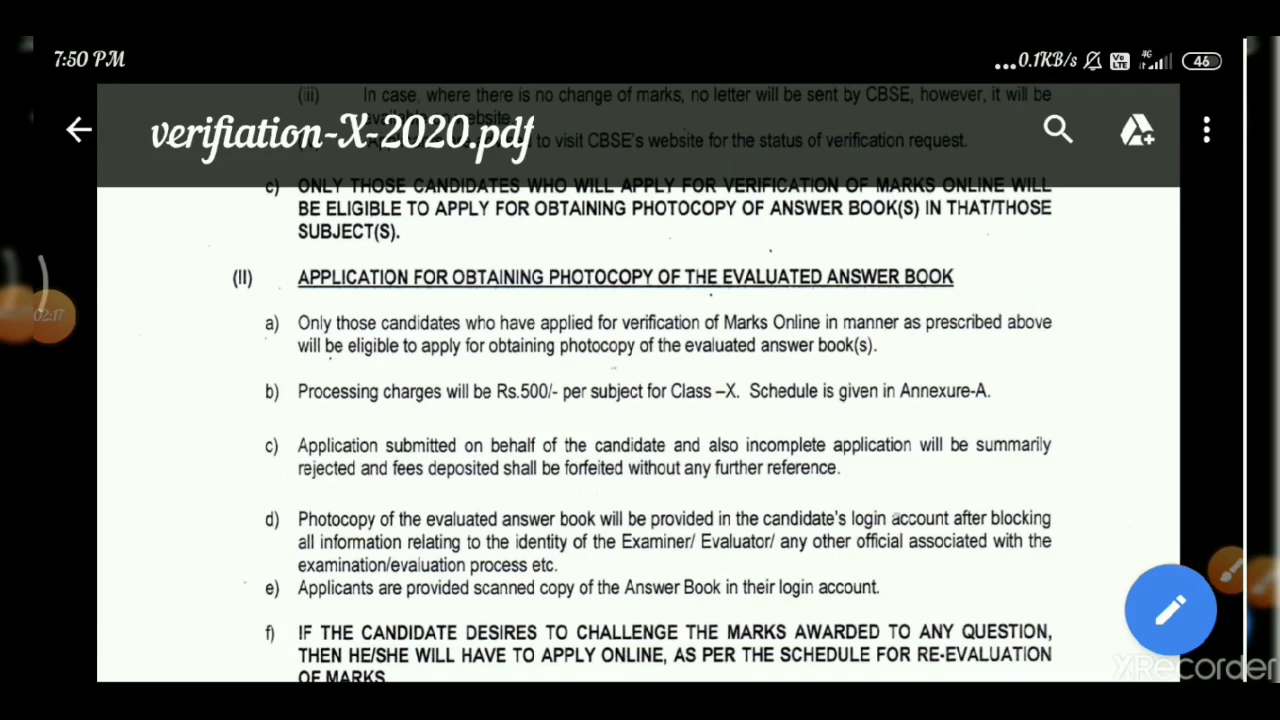 7:50 PM
...0.1KB/s Vo LTE 4G 46
(iii) In case, where there is no change of marks, no letter will be sent by CBSE, however, it will be
website.
verifiation-X-2020.pdf
to visit CBSE's website for the status of verification request.
c) ONLY THOSE CANDIDATES WHO WILL APPLY FOR VERIFICATION OF MARKS ONLINE WILL
BE ELIGIBLE TO APPLY FOR OBTAINING PHOTOCOPY OF ANSWER BOOK(S) IN THAT/THOSE
SUBJECT(S).
(II) APPLICATION FOR OBTAINING PHOTOCOPY OF THE EVALUATED ANSWER BOOK
02:17
a) Only those candidates who have applied for verification of Marks Online in manner as prescribed above
will be eligible to apply for obtaining photocopy of the evaluated answer book(s).
b) Processing charges will be Rs.500/- per subject for Class –X. Schedule is given in Annexure-A.
c) Application submitted on behalf of the candidate and also incomplete application will be summarily
rejected and fees deposited shall be forfeited without any further reference.
d) Photocopy of the evaluated answer book will be provided in the candidate's login account after blocking
all information relating to the identity of the Examiner/ Evaluator/ any other official associated with the
examination/evaluation process etc.
e) Applicants are provided scanned copy of the Answer Book in their login account.
f) IF THE CANDIDATE DESIRES TO CHALLENGE THE MARKS AWARDED TO ANY QUESTION,
THEN HE/SHE WILL HAVE TO APPLY ONLINE, AS PER THE SCHEDULE FOR RE-EVALUATION
OF MARKS
XRecorder